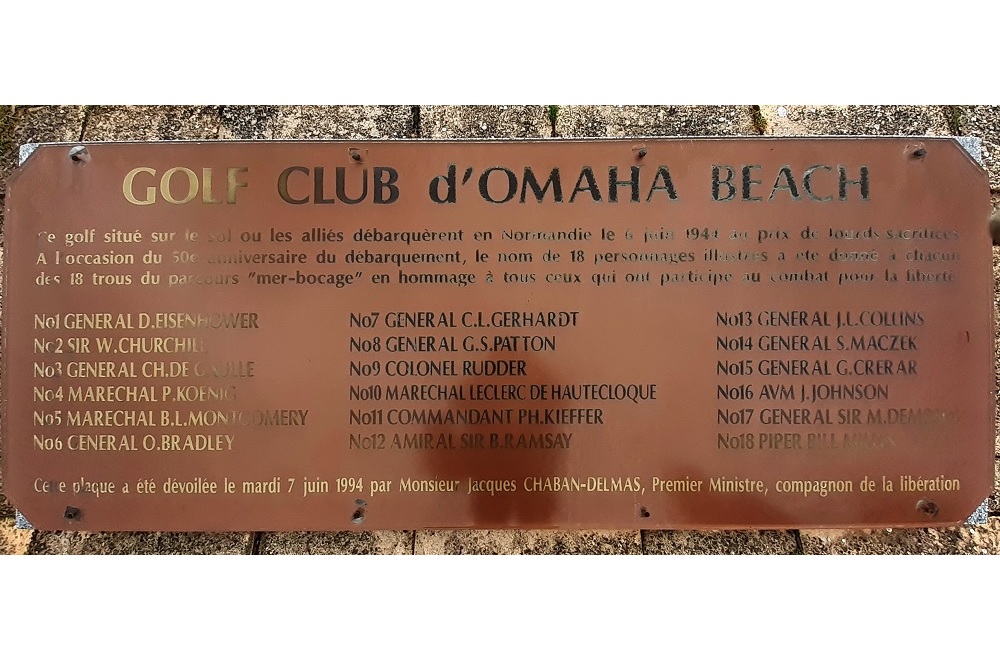 GOLF CLUB d'OMAHA BEACH
Ce golf situé sur le sol ou les alliés débarquèrent en Normandie le 6 juin 1944 au prix de lourds sacrifices
A l'occasion du 50e anniversaire du débarquement, le nom de 18 personnages illustres a été donné à chacun
des 18 trous du parcours "mer-bocage" en hommage à tous ceux qui ont participé au combat pour la liberté
No1 GENERAL D.EISENHOWER
No2 SIR W.CHURCHILL
No3 GENERAL CH.DE GAULLE
No4 MARECHAL P.KOENIG
No5 MARECHAL B.L.MONTGOMERY
No6 GENERAL O.BRADLEY
No7 GENERAL C.L.GERHARDT
No8 GENERAL G.S.PATTON
No9 COLONEL RUDDER
No10 MARECHAL LECLERC DE HAUTECLOQUE
No11 COMMANDANT PH.KIEFFER
No12 AMIRAL SIR B.RAMSAY
No13 GENERAL J.L.COLLINS
No14 GENERAL S.MACZEK
No15 GENERAL G.CRERAR
No16 AVM J.JOHNSON
No17 GENERAL SIR M.DEMPSEY
No18 PIPER BILL MILLIN
Cette plaque a été dévoilée le mardi 7 juin 1994 par Monsieur Jacques CHABAN-DELMAS, Premier Ministre, compagnon de la libération